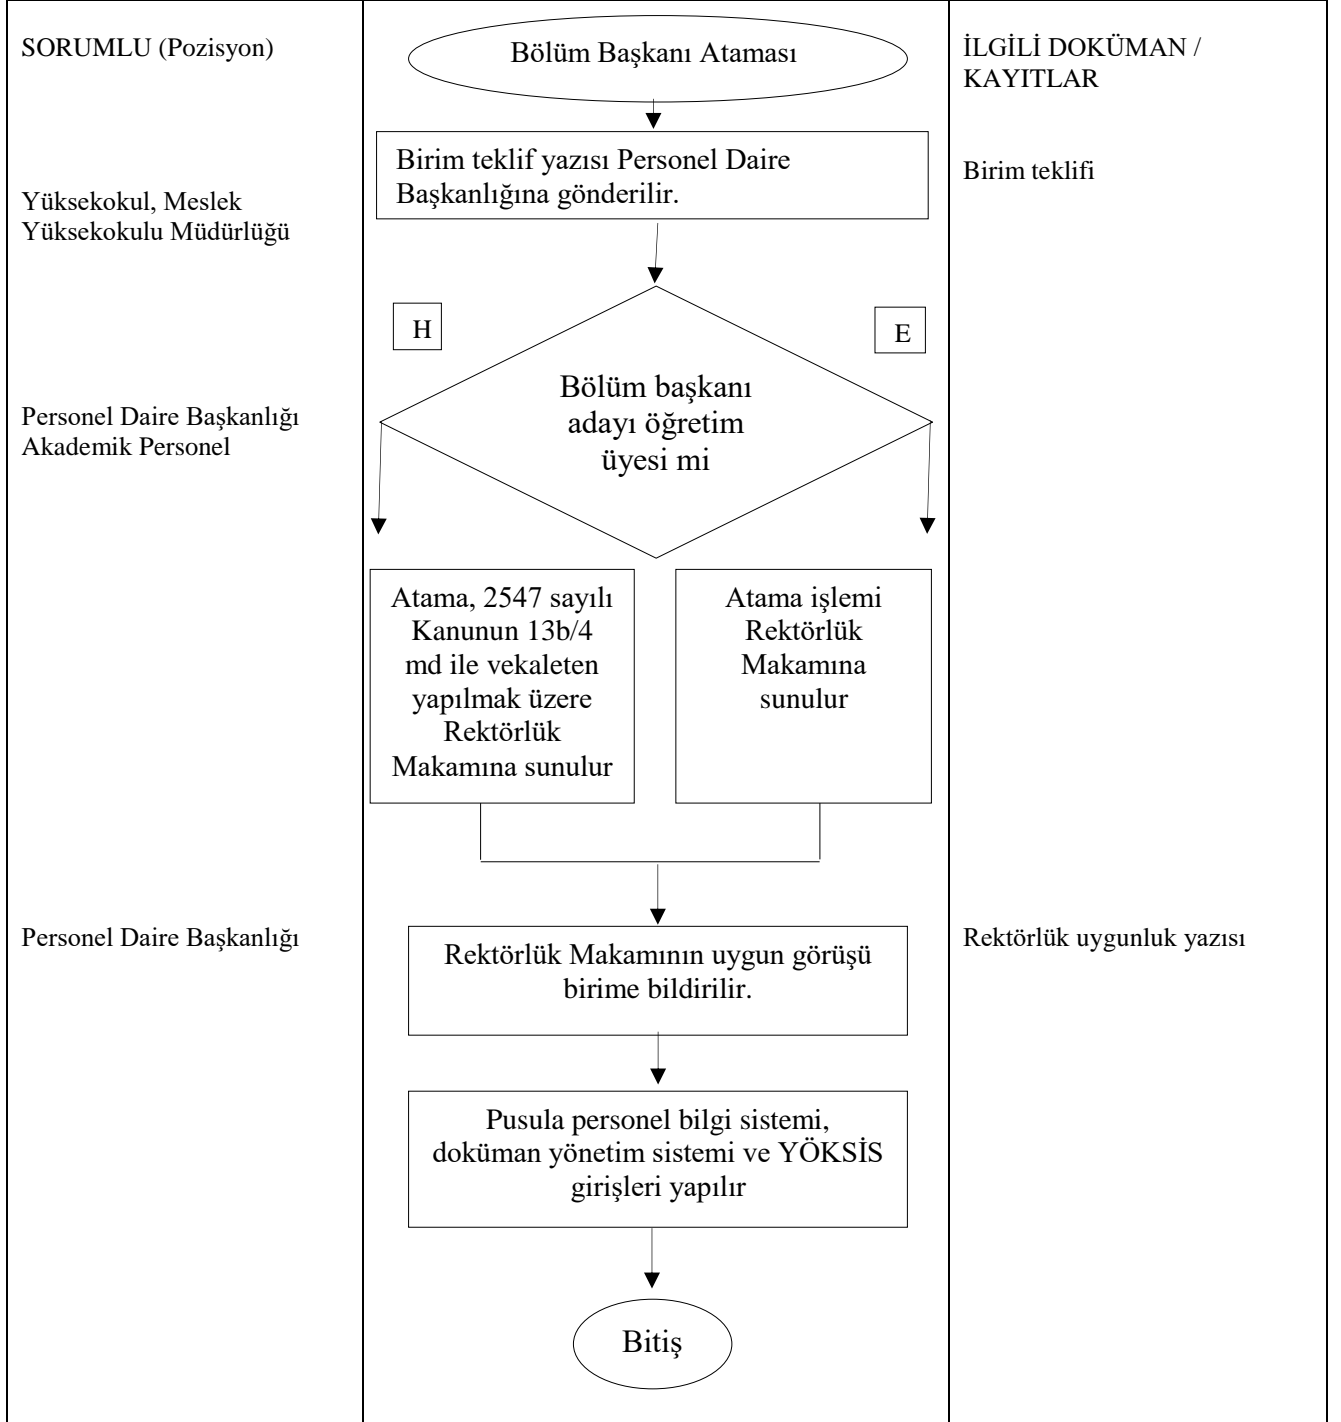 SORUMLU (Pozisyon)
Bölüm Başkanı Ataması
İLGİLİ DOKÜMAN /
KAYITLAR
Birim teklif yazısı Personel Daire
Başkanlığına gönderilir.
Birim teklifi
Yüksekokul, Meslek
Yüksekokulu Müdürlüğü
H
E
Bölüm başkanı
adayı öğretim
üyesi mi
Personel Daire Başkanlığı
Akademik Personel
Atama, 2547 sayılı
Kanunun 13b/4
md ile vekaleten
yapılmak üzere
Rektörlük
Makamına sunulur
Atama işlemi
Rektörlük
Makamına
sunulur
Personel Daire Başkanlığı
Rektörlük Makamının uygun görüşü
birime bildirilir.
Rektörlük uygunluk yazısı
Pusula personel bilgi sistemi,
doküman yönetim sistemi ve YÖKSİS
girişleri yapılır
Bitiş